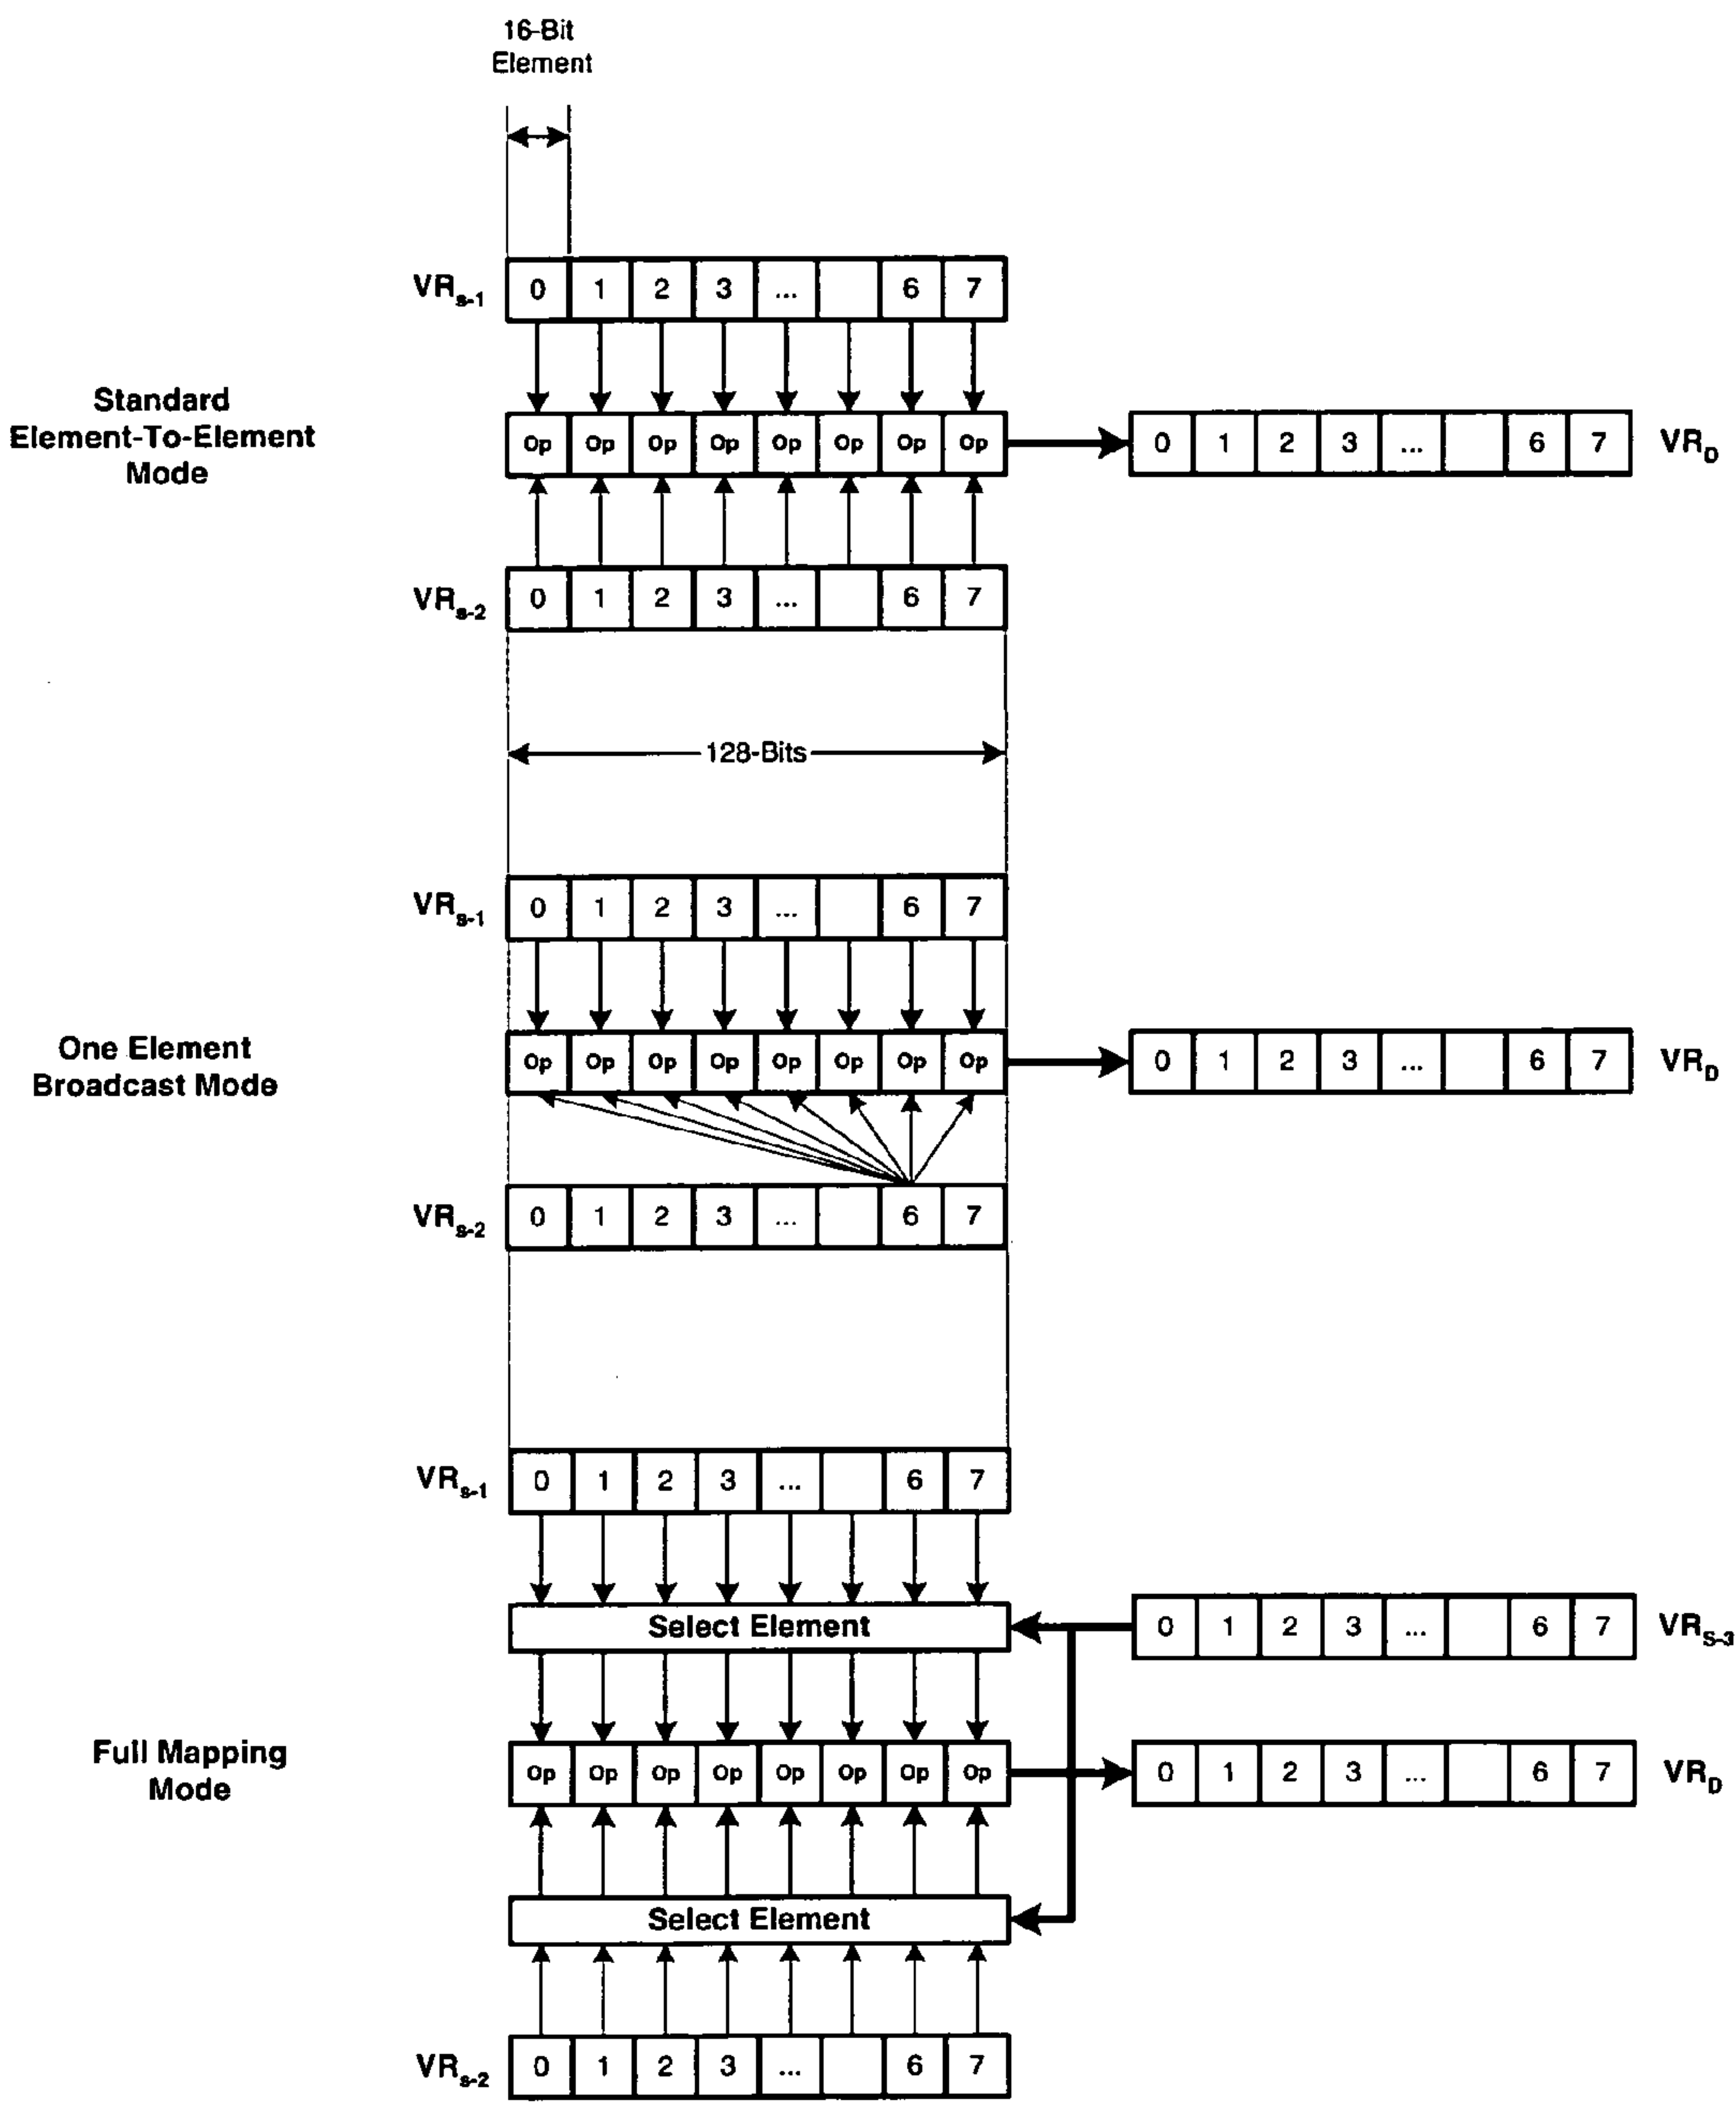 16-Bit
Element
VRs-1 0 1 2 3 ... 6 7
Standard
Element-To-Element
Mode
Op Op Op Op Op Op Op Op 0 1 2 3 ... 6 7 VRD
VRs-2 0 1 2 3 ... 6 7
128-Bits
VRs-1 0 1 2 3 ... 6 7
One Element
Broadcast Mode
Op Op Op Op Op Op Op Op 0 1 2 3 ... 6 7 VRD
VRs-2 0 1 2 3 ... 6 7
VRs-1 0 1 2 3 ... 6 7
Select Element 0 1 2 3 ... 6 7 VRS-3
Full Mapping
Mode
Op Op Op Op Op Op Op Op 0 1 2 3 ... 6 7 VRD
Select Element
VRs-2 0 1 2 3 ... 6 7